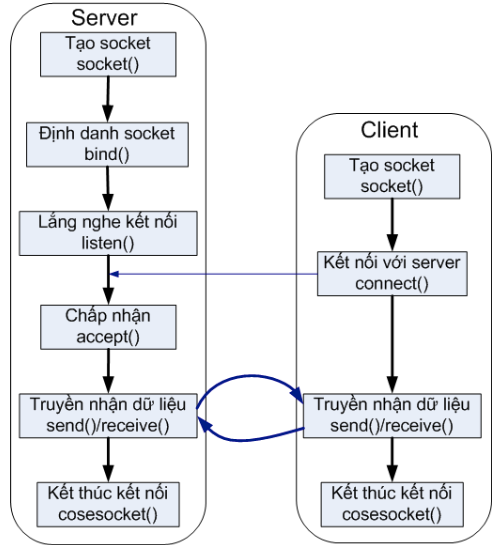 Server
Tạo socket
socket()
Định danh socket
bind()
Lắng nghe kết nối
listen()
Chấp nhận
accept()
Truyền nhận dữ liệu
send()/receive()
Kết thúc kết nối
cosesocket()
Client
Tạo socket
socket()
Kết nối với server
connect()
Truyền nhận dữ liệu
send()/receive()
Kết thúc kết nối
cosesocket()